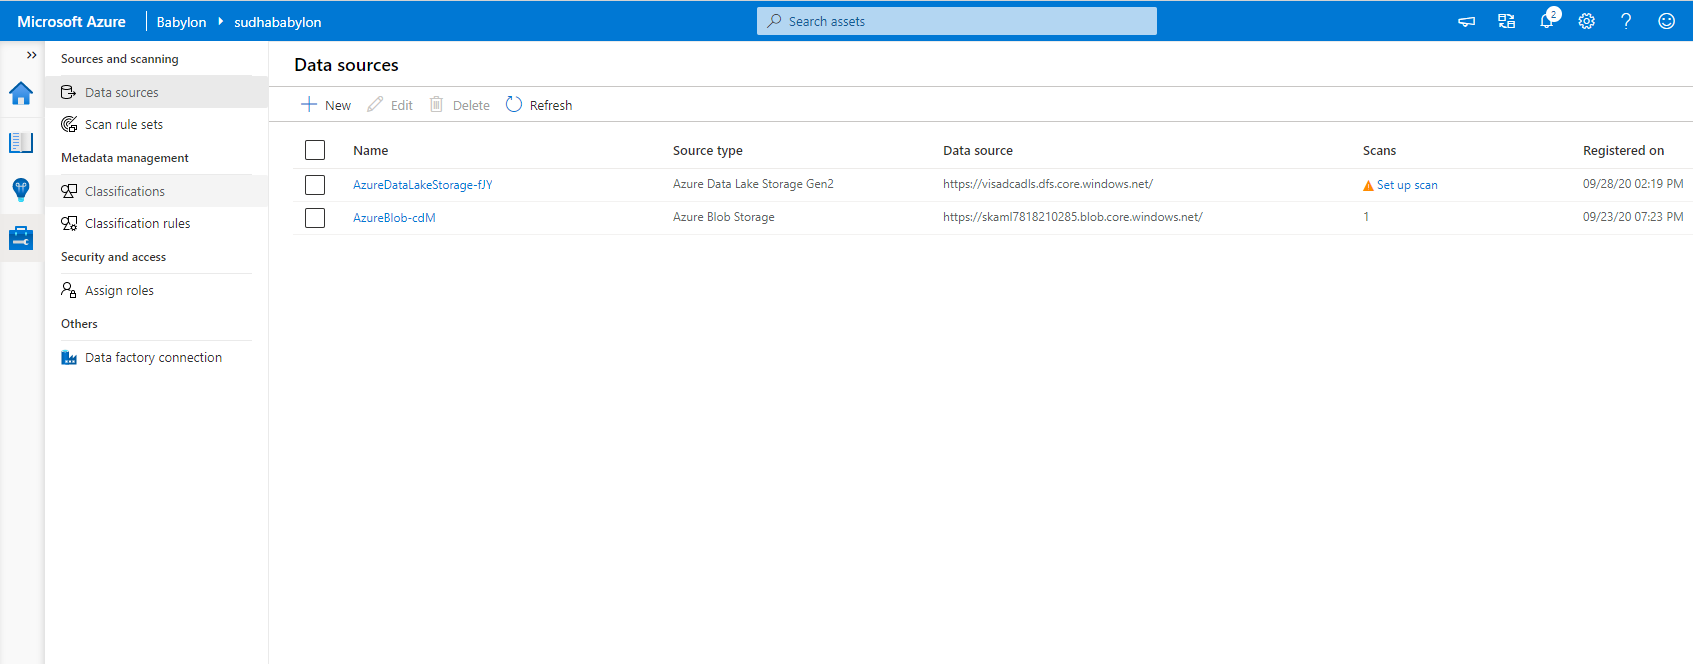 Microsoft Azure Babylon sudhababylon Search assets 2
Sources and scanning
Data sources
Scan rule sets
Metadata management
Classifications
Classification rules
Security and access
Assign roles
Others
Data factory connection
Data sources
New Edit Delete Refresh
Name Source type Data source Scans Registered on
AzureDataLakeStorage-fJY Azure Data Lake Storage Gen2 https://visadcadls.dfs.core.windows.net/ Set up scan 09/28/20 02:19 PM
AzureBlob-cdM Azure Blob Storage https://skaml7818210285.blob.core.windows.net/ 1 09/23/20 07:23 PM